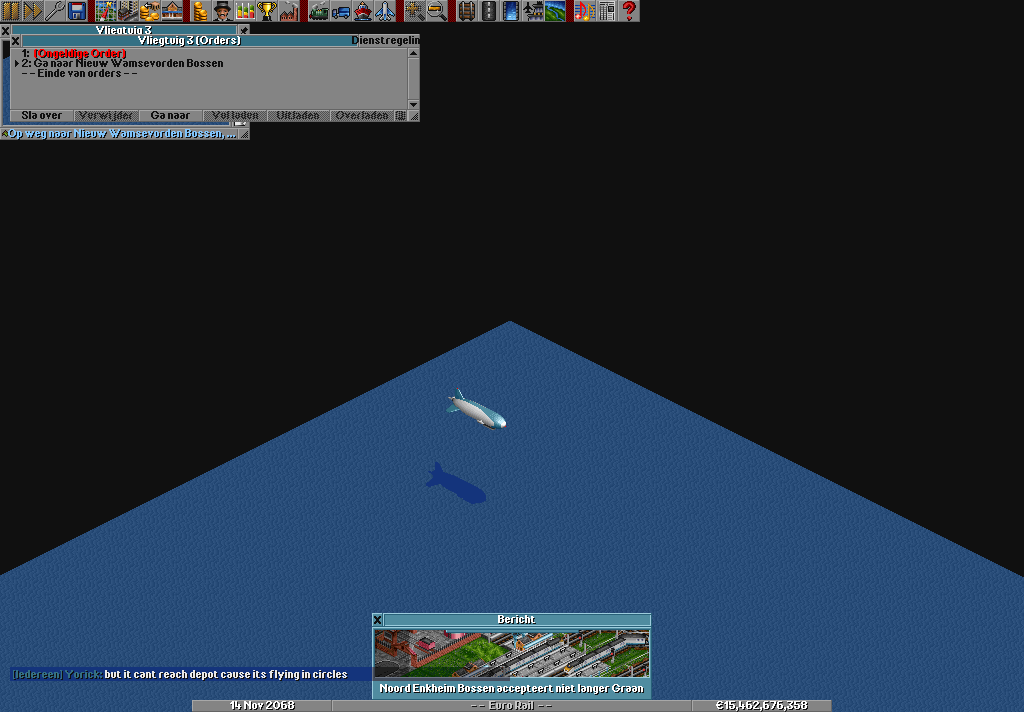 Vliegtuig 3
Vliegtuig 3 (Orders)
Dienstregelin
1: (Ongeldige Order)
2: Ga naar Nieuw Wamsevorden Bossen
- - Einde van orders - -
Sla over
Verwijder
Ga naar
Vol laden
Uitladen
Overladen
Op weg naar Nieuw Wamsevorden Bossen, ...
Bericht
[Iedereen] Yorick: but it cant reach depot cause its flying in circles
Noord Enkheim Bossen accepteert niet langer Graan
14 Nov 2068
- - Euro Rail - -
€15,462,676,358